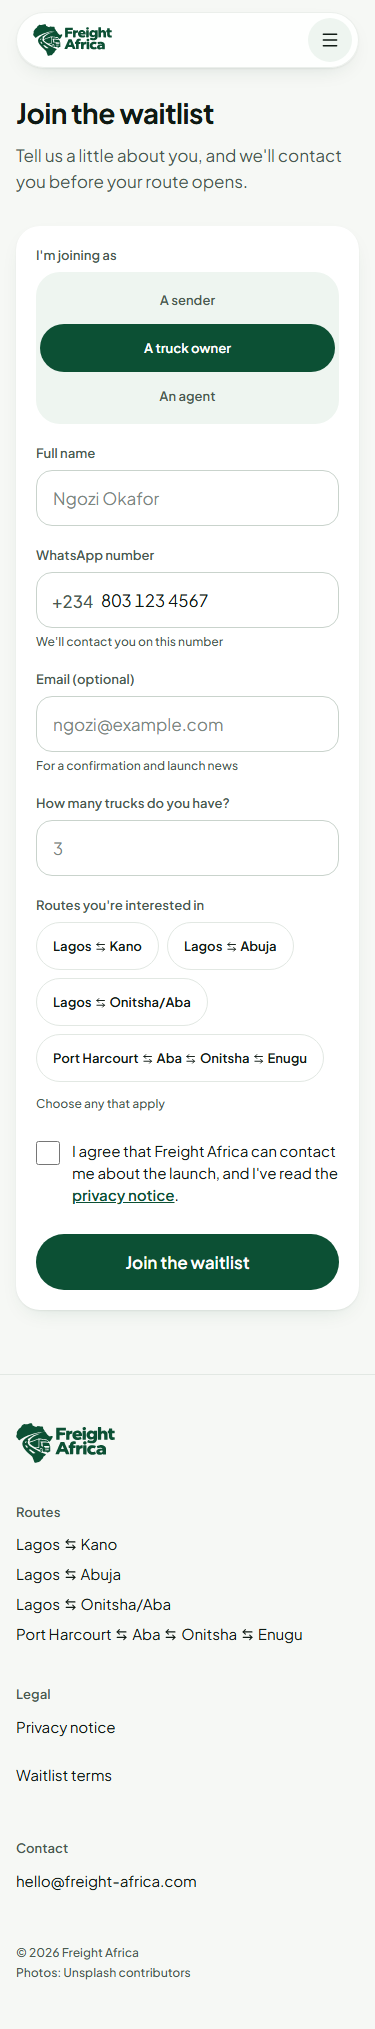 Freight
Africa
Join the waitlist
Tell us a little about you, and we'll contact
you before your route opens.
I'm joining as
A sender
A truck owner
An agent
Full name
Ngozi Okafor
WhatsApp number
+234 803 123 4567
We'll contact you on this number
Email (optional)
ngozi@example.com
For a confirmation and launch news
How many trucks do you have?
3
Routes you're interested in
Lagos ⇆ Kano
Lagos ⇆ Abuja
Lagos ⇆ Onitsha/Aba
Port Harcourt ⇆ Aba ⇆ Onitsha ⇆ Enugu
Choose any that apply
I agree that Freight Africa can contact
me about the launch, and I've read the
privacy notice.
Join the waitlist
Freight
Africa
Routes
Lagos ⇆ Kano
Lagos ⇆ Abuja
Lagos ⇆ Onitsha/Aba
Port Harcourt ⇆ Aba ⇆ Onitsha ⇆ Enugu
Legal
Privacy notice
Waitlist terms
Contact
hello@freight-africa.com
© 2026 Freight Africa
Photos: Unsplash contributors